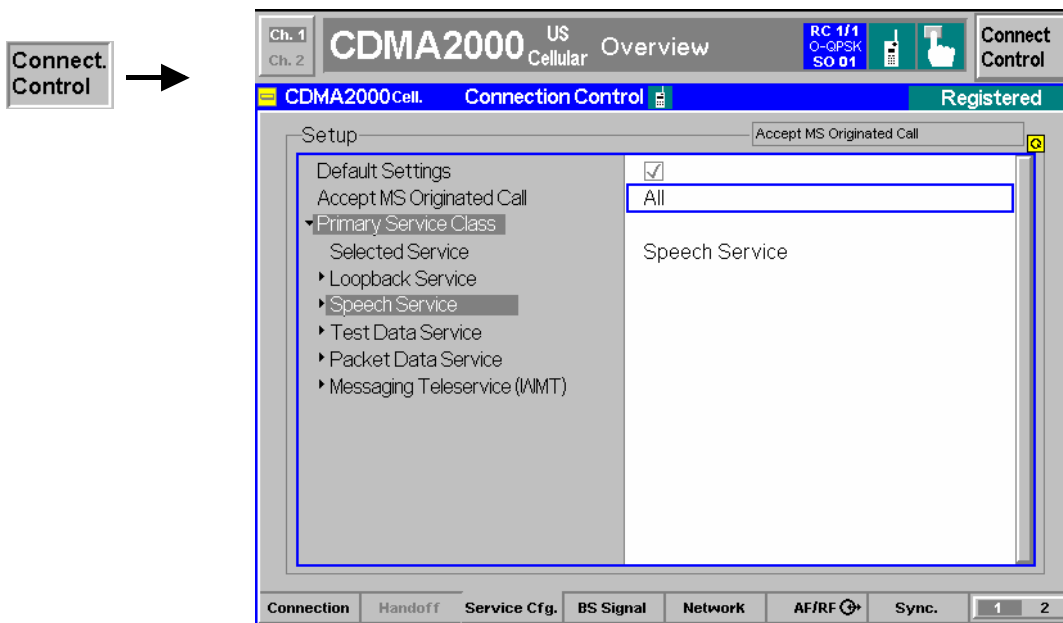 Connect.
Control
Ch. 1
Ch. 2
CDMA2000 US Cellular Overview
RC 1/1
O-QPSK
SO 01
Connect
Control
CDMA2000 Cell. Connection Control
Registered
Setup
Accept MS Originated Call
Default Settings
Accept MS Originated Call All
Primary Service Class
Selected Service Speech Service
Loopback Service
Speech Service
Test Data Service
Packet Data Service
Messaging Teleservice (WMT)
Connection Handoff Service Cfg. BS Signal Network AF/RF Sync. 1 2